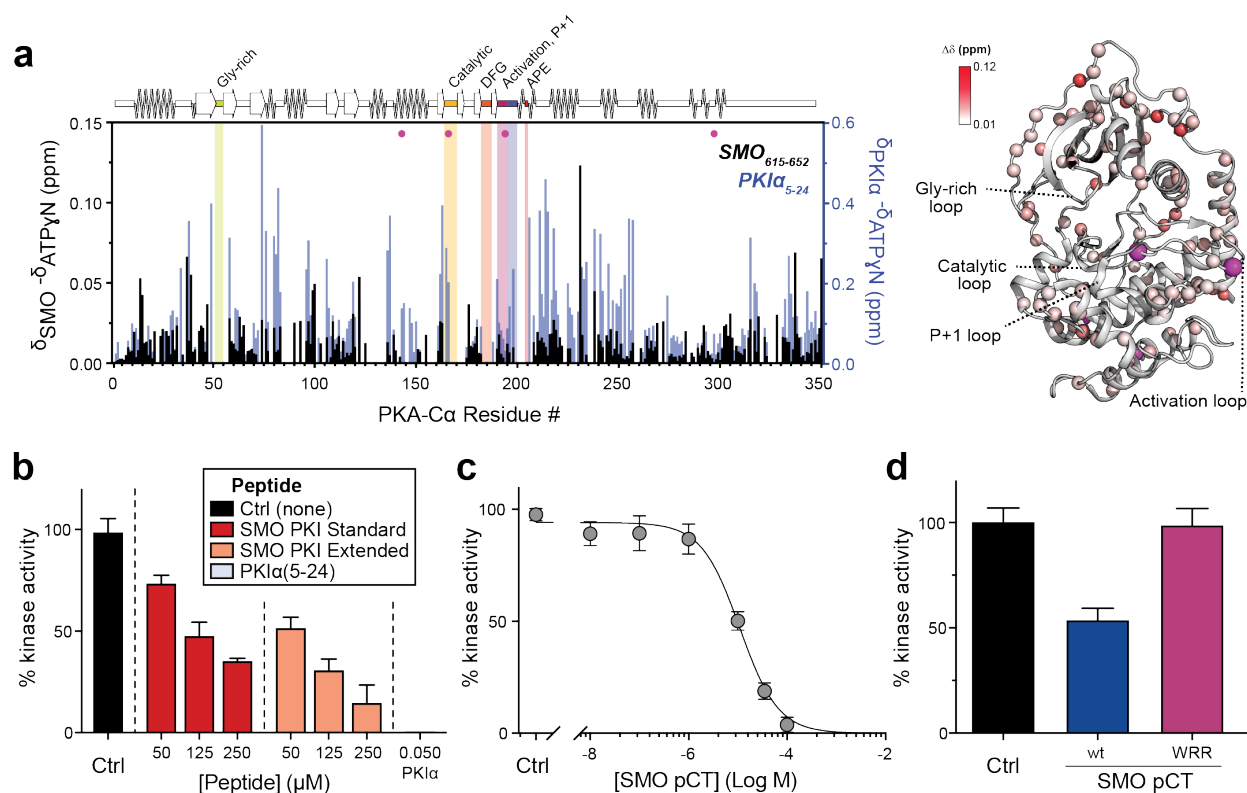 a
Gly-rich
Catalytic
DFG
Activation, P+1
APE
0.15
0.10
0.05
0.00
δSMO -δATPγN (ppm)
0.6
0.4
0.2
0.0
δPKIα -δATPγN (ppm)
SMO615-652
PKIα5-24
0 50 100 150 200 250 300 350
PKA-Cα Residue #
Δδ (ppm)
0.12
0.01
Gly-rich
loop
Catalytic
loop
P+1 loop
Activation loop
b
Peptide
Ctrl (none)
SMO PKI Standard
SMO PKI Extended
PKIα(5-24)
100
50
0
% kinase activity
Ctrl
50 125 250 50 125 250 0.050
PKIα
[Peptide] (µM)
c
100
50
0
% kinase activity
-8 -6 -4 -2
[SMO pCT] (Log M)
d
100
50
0
% kinase activity
Ctrl
wt WRR
SMO pCT